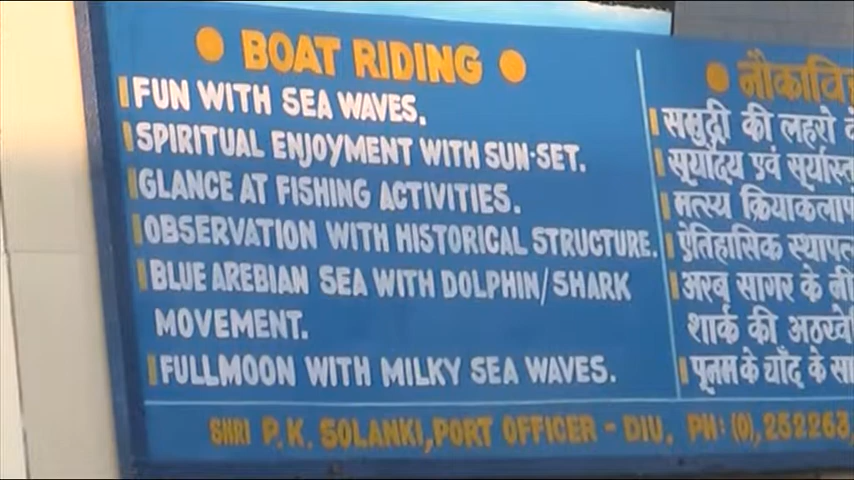 BOAT RIDING
FUN WITH SEA WAVES.
SPIRITUAL ENJOYMENT WITH SUN-SET.
GLANCE AT FISHING ACTIVITIES.
OBSERVATION WITH HISTORICAL STRUCTURE.
BLUE AREBIAN SEA WITH DOLPHIN/SHARK
MOVEMENT.
FULLMOON WITH MILKY SEA WAVES.
समुद्री की लहरो
सूर्योदय एवं
मत्स्य
ऐतिहासिक
अरब सागर के
शार्क की
पूनम के चाँद के
SHRI P.K. SOLANKI, PORT OFFICER - DIU. PH: (O), 252263,